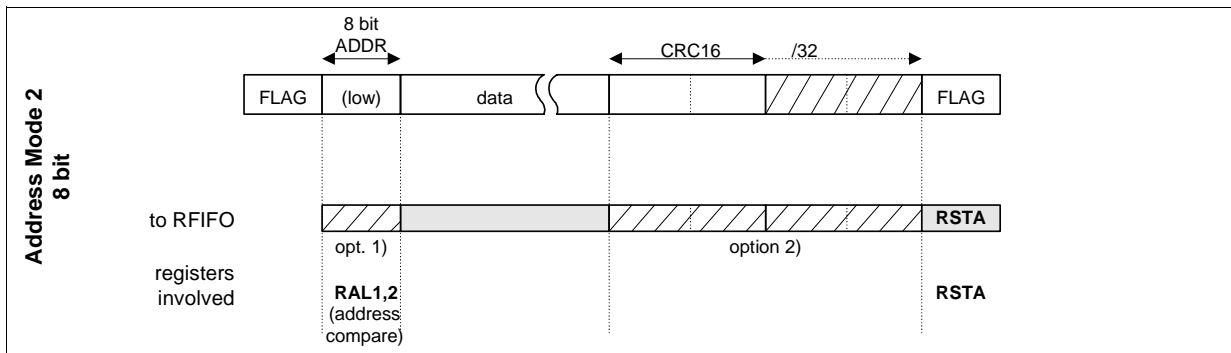 Address Mode 2
8 bit
8 bit
ADDR
CRC16 /32
FLAG (low) data FLAG
to RFIFO RSTA
opt. 1) option 2)
registers
involved
RAL1,2 RSTA
(address
compare)